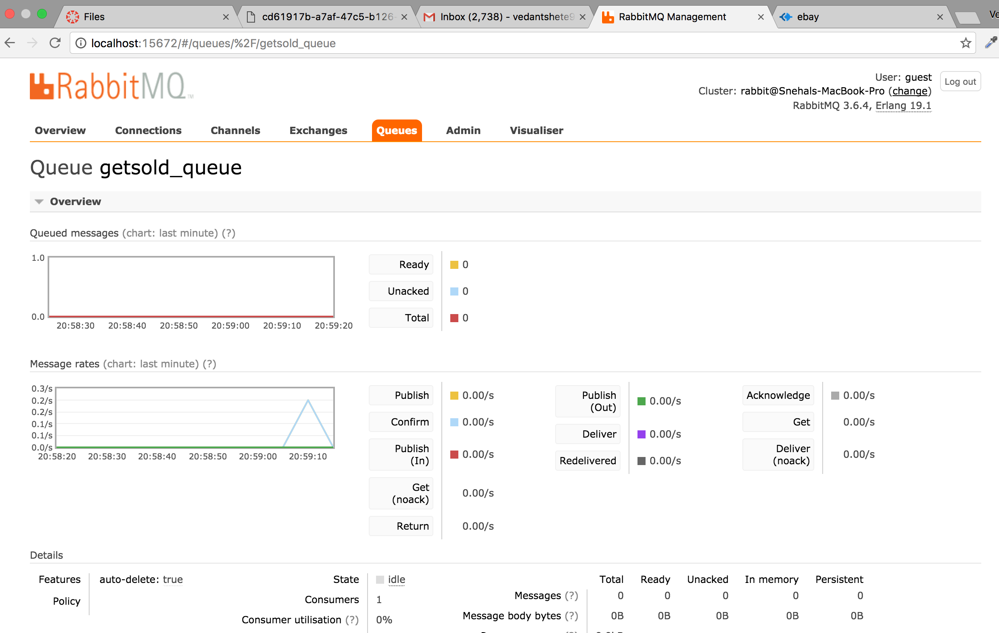 Files
cd61917b-a7af-47c5-b126-
Inbox (2,738) - vedantshete9
RabbitMQ Management
ebay
localhost:15672/#/queues/%2F/getsold_queue
RabbitMQ TM
User: guest
Log out
Cluster: rabbit@Snehals-MacBook-Pro (change)
RabbitMQ 3.6.4, Erlang 19.1
Overview Connections Channels Exchanges Queues Admin Visualiser
Queue getsold_queue
Overview
Queued messages (chart: last minute) (?)
1.0
0.0
20:58:30 20:58:40 20:58:50 20:59:00 20:59:10 20:59:20
Ready 0
Unacked 0
Total 0
Message rates (chart: last minute) (?)
0.3/s
0.2/s
0.2/s
0.1/s
0.1/s
0.0/s
20:58:20 20:58:30 20:58:40 20:58:50 20:59:00 20:59:10
Publish 0.00/s
Confirm 0.00/s
Publish
(In) 0.00/s
Get
(noack) 0.00/s
Return 0.00/s
Publish
(Out) 0.00/s
Deliver 0.00/s
Redelivered 0.00/s
Acknowledge 0.00/s
Get 0.00/s
Deliver
(noack) 0.00/s
Details
Features auto-delete: true
Policy
State idle
Consumers 1
Consumer utilisation (?) 0%
Total Ready Unacked In memory Persistent
Messages (?) 0 0 0 0 0
Message body bytes (?) 0B 0B 0B 0B 0B